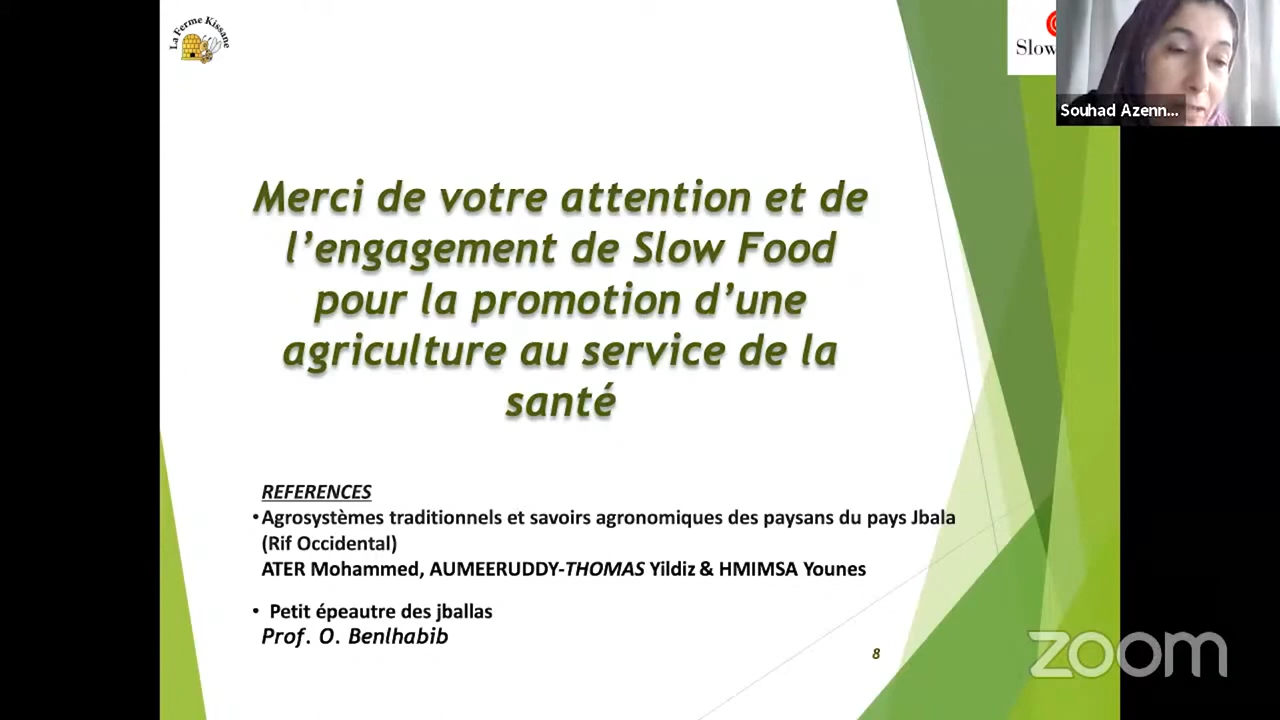 La Ferme Kissane
Slow
Souhad Azenn...
Merci de votre attention et de
l’engagement de Slow Food
pour la promotion d’une
agriculture au service de la
santé
REFERENCES
• Agrosystèmes traditionnels et savoirs agronomiques des paysans du pays Jbala
(Rif Occidental)
ATER Mohammed, AUMEERUDDY-THOMAS Yildiz & HMIMSA Younes
• Petit épeautre des jballas
Prof. O. Benlhabib
8
zoom